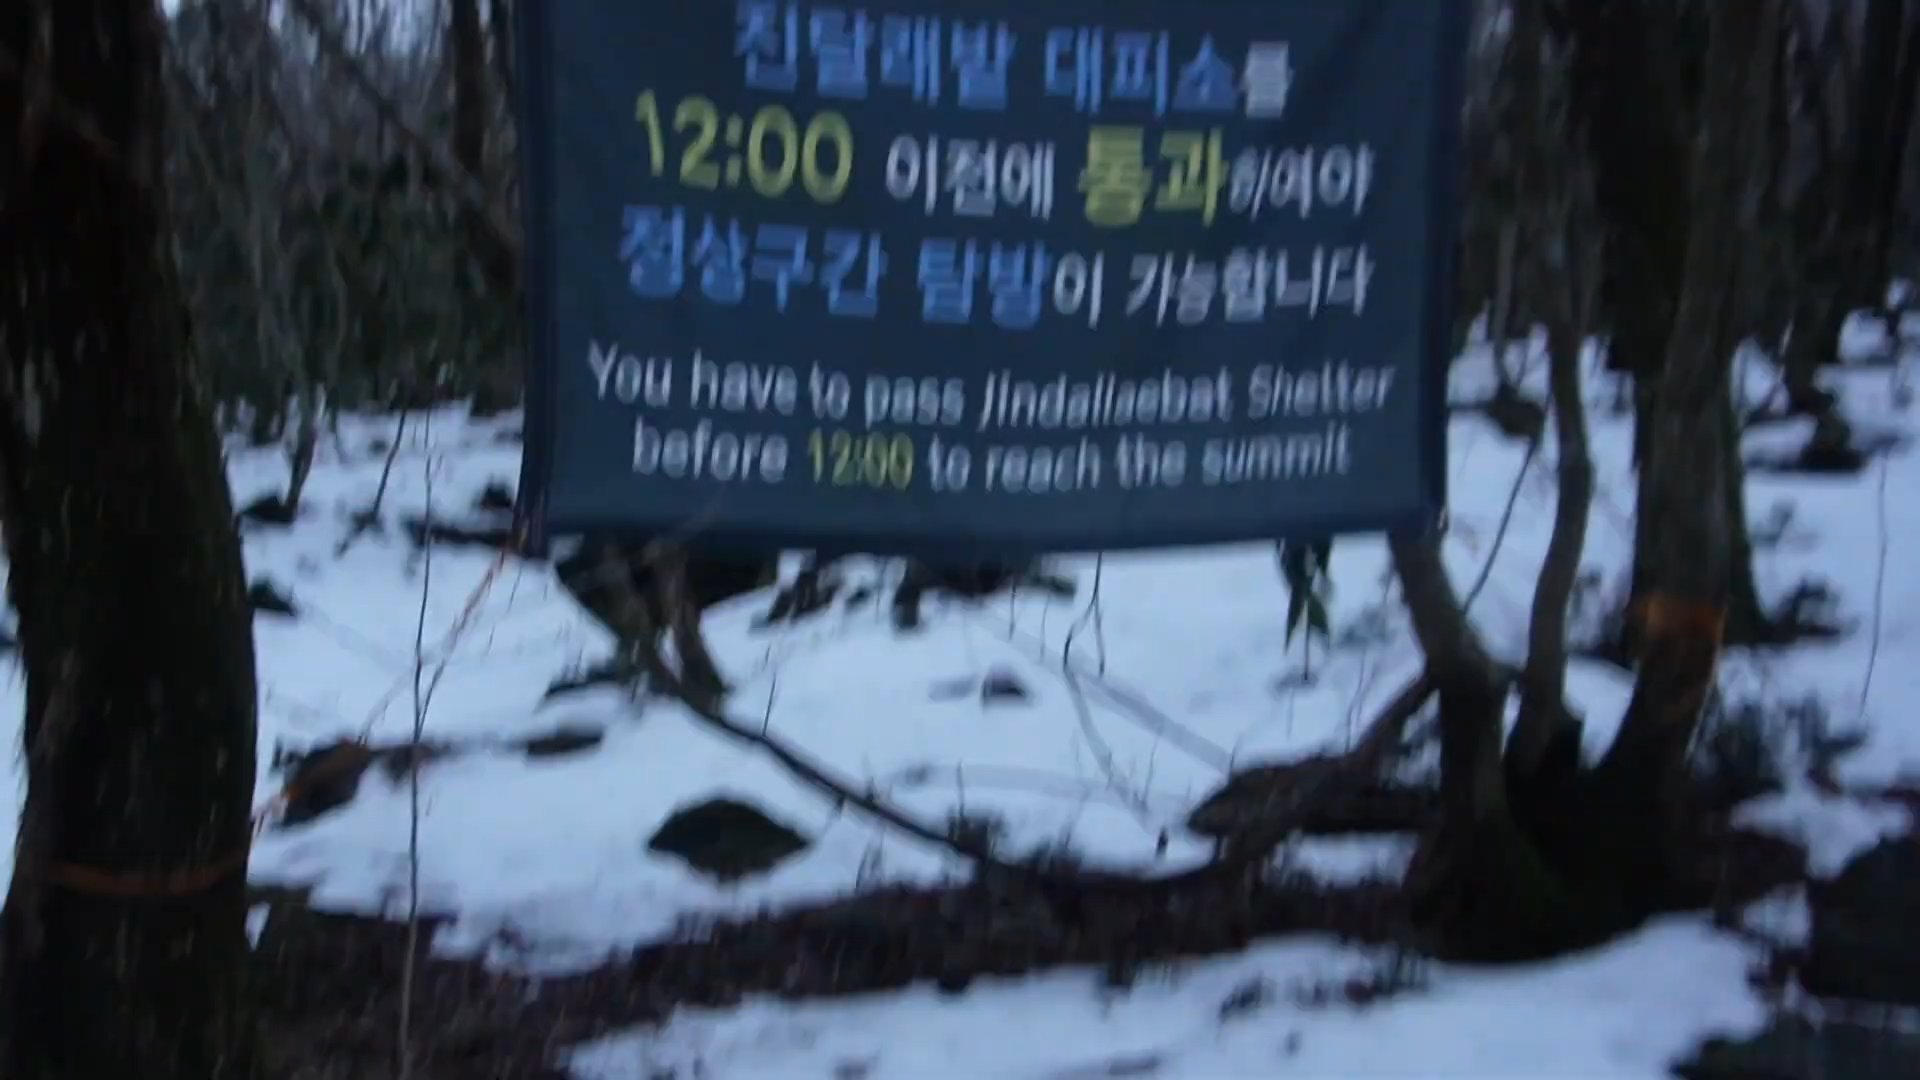 진달래밭 대피소를
12:00 이전에 통과하여야
정상구간 탐방이 가능합니다
You have to pass Jindallaebat Shelter
before 12:00 to reach the summit